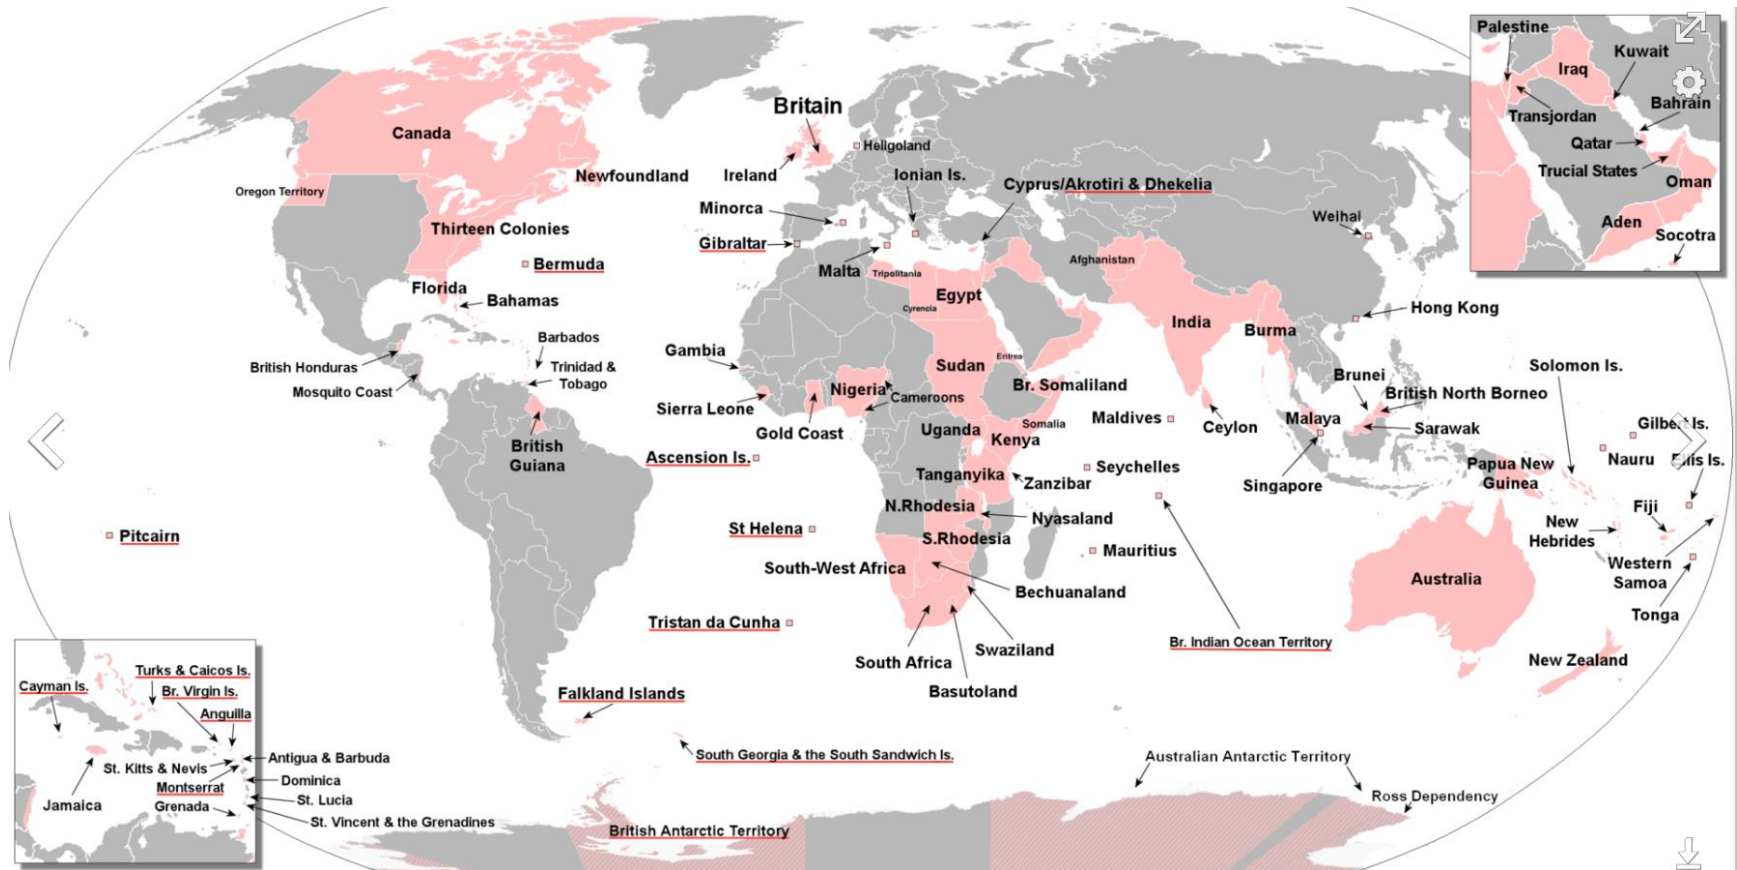 Palestine
Kuwait
Iraq
Bahrain
Transjordan
Qatar
Trucial States
Oman
Aden
Socotra
Britain
Canada
Heligoland
Ireland
Ionian Is.
Newfoundland
Cyprus/Akrotiri & Dhekelia
Oregon Territory
Minorca
Weihai
Thirteen Colonies
Gibraltar
Bermuda
Malta
Tripolitania
Afghanistan
Florida
Bahamas
Egypt
Cyrencia
Hong Kong
India
Burma
Barbados
Gambia
Eritrea
British Honduras
Trinidad &
Tobago
Sudan
Solomon Is.
Mosquito Coast
Nigeria
Cameroons
Br. Somaliland
Brunei
British North Borneo
Sierra Leone
Gold Coast
Maldives
Ceylon
Malaya
Sarawak
Somalia
Uganda
Kenya
Gilbert Is.
British
Guiana
Ascension Is.
Nauru
Ellis Is.
Tanganyika
Zanzibar
Seychelles
Singapore
Papua New
Guinea
N.Rhodesia
Nyasaland
Fiji
Pitcairn
St Helena
S.Rhodesia
Mauritius
New
Hebrides
South-West Africa
Western
Samoa
Australia
Bechuanaland
Tonga
Tristan da Cunha
Swaziland
Br. Indian Ocean Territory
South Africa
New Zealand
Basutoland
Falkland Islands
South Georgia & the South Sandwich Is.
Australian Antarctic Territory
Ross Dependency
British Antarctic Territory
Turks & Caicos Is.
Cayman Is.
Br. Virgin Is.
Anguilla
Antigua & Barbuda
St. Kitts & Nevis
Dominica
Montserrat
St. Lucia
Jamaica
Grenada
St. Vincent & the Grenadines